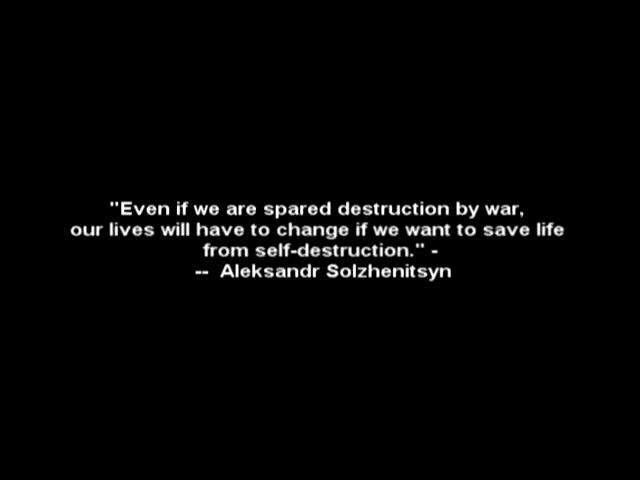 "Even if we are spared destruction by war,
our lives will have to change if we want to save life
from self-destruction." -
-- Aleksandr Solzhenitsyn